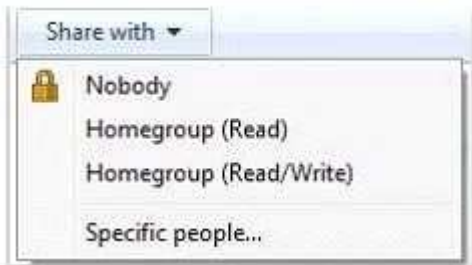 Share with
Nobody
Homegroup (Read)
Homegroup (Read/Write)
Specific people...